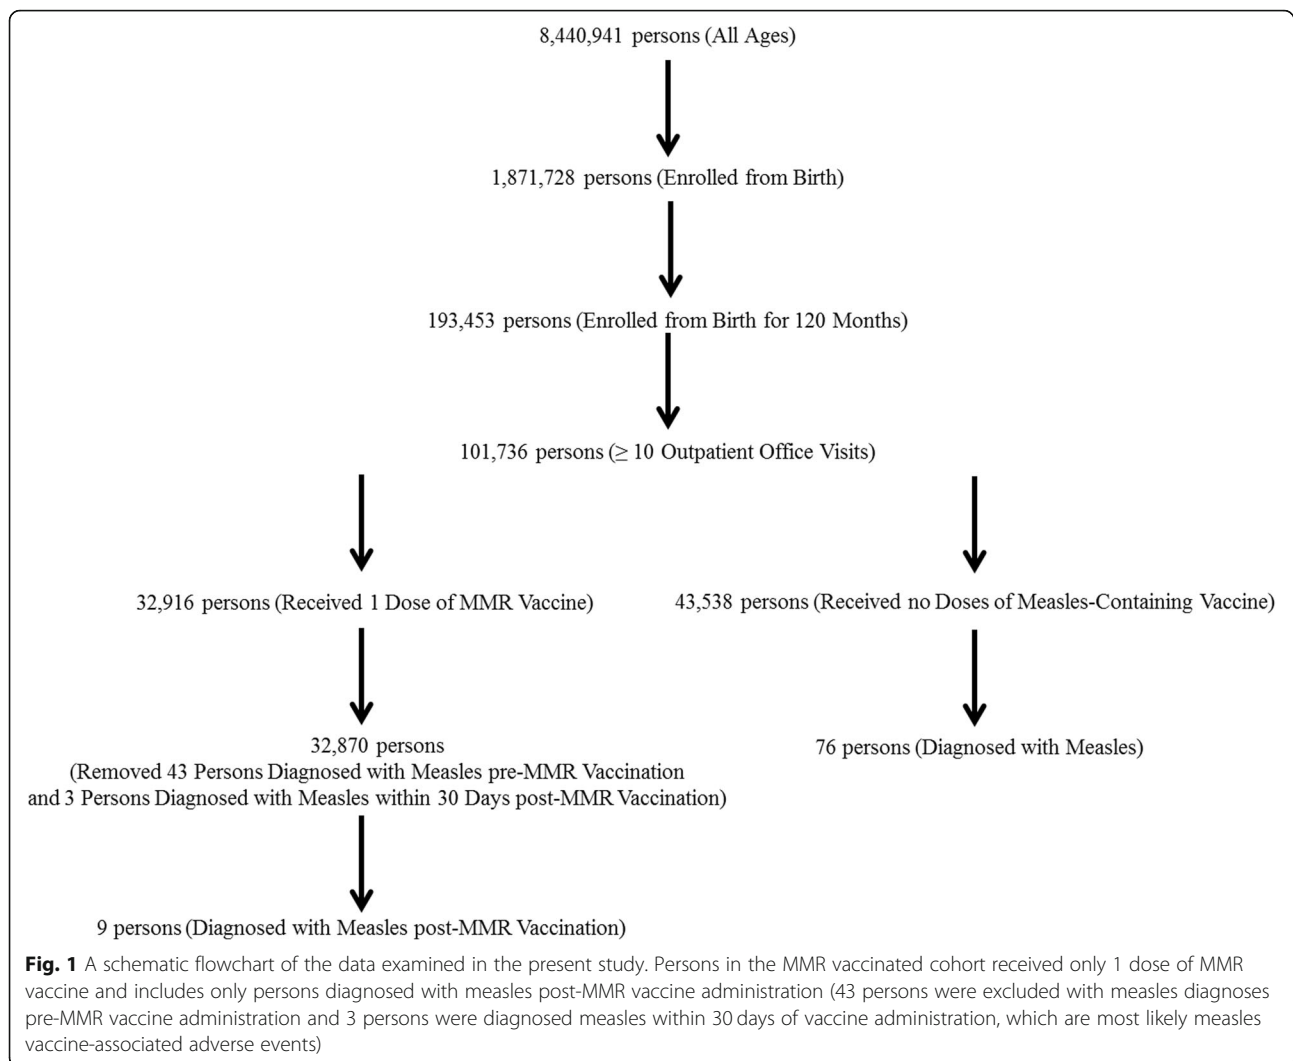 8,440,941 persons (All Ages)
1,871,728 persons (Enrolled from Birth)
193,453 persons (Enrolled from Birth for 120 Months)
101,736 persons (≥ 10 Outpatient Office Visits)
32,916 persons (Received 1 Dose of MMR Vaccine)
43,538 persons (Received no Doses of Measles-Containing Vaccine)
32,870 persons
(Removed 43 Persons Diagnosed with Measles pre-MMR Vaccination
and 3 Persons Diagnosed with Measles within 30 Days post-MMR Vaccination)
76 persons (Diagnosed with Measles)
9 persons (Diagnosed with Measles post-MMR Vaccination)
Fig. 1 A schematic flowchart of the data examined in the present study. Persons in the MMR vaccinated cohort received only 1 dose of MMR
vaccine and includes only persons diagnosed with measles post-MMR vaccine administration (43 persons were excluded with measles diagnoses
pre-MMR vaccine administration and 3 persons were diagnosed measles within 30 days of vaccine administration, which are most likely measles
vaccine-associated adverse events)